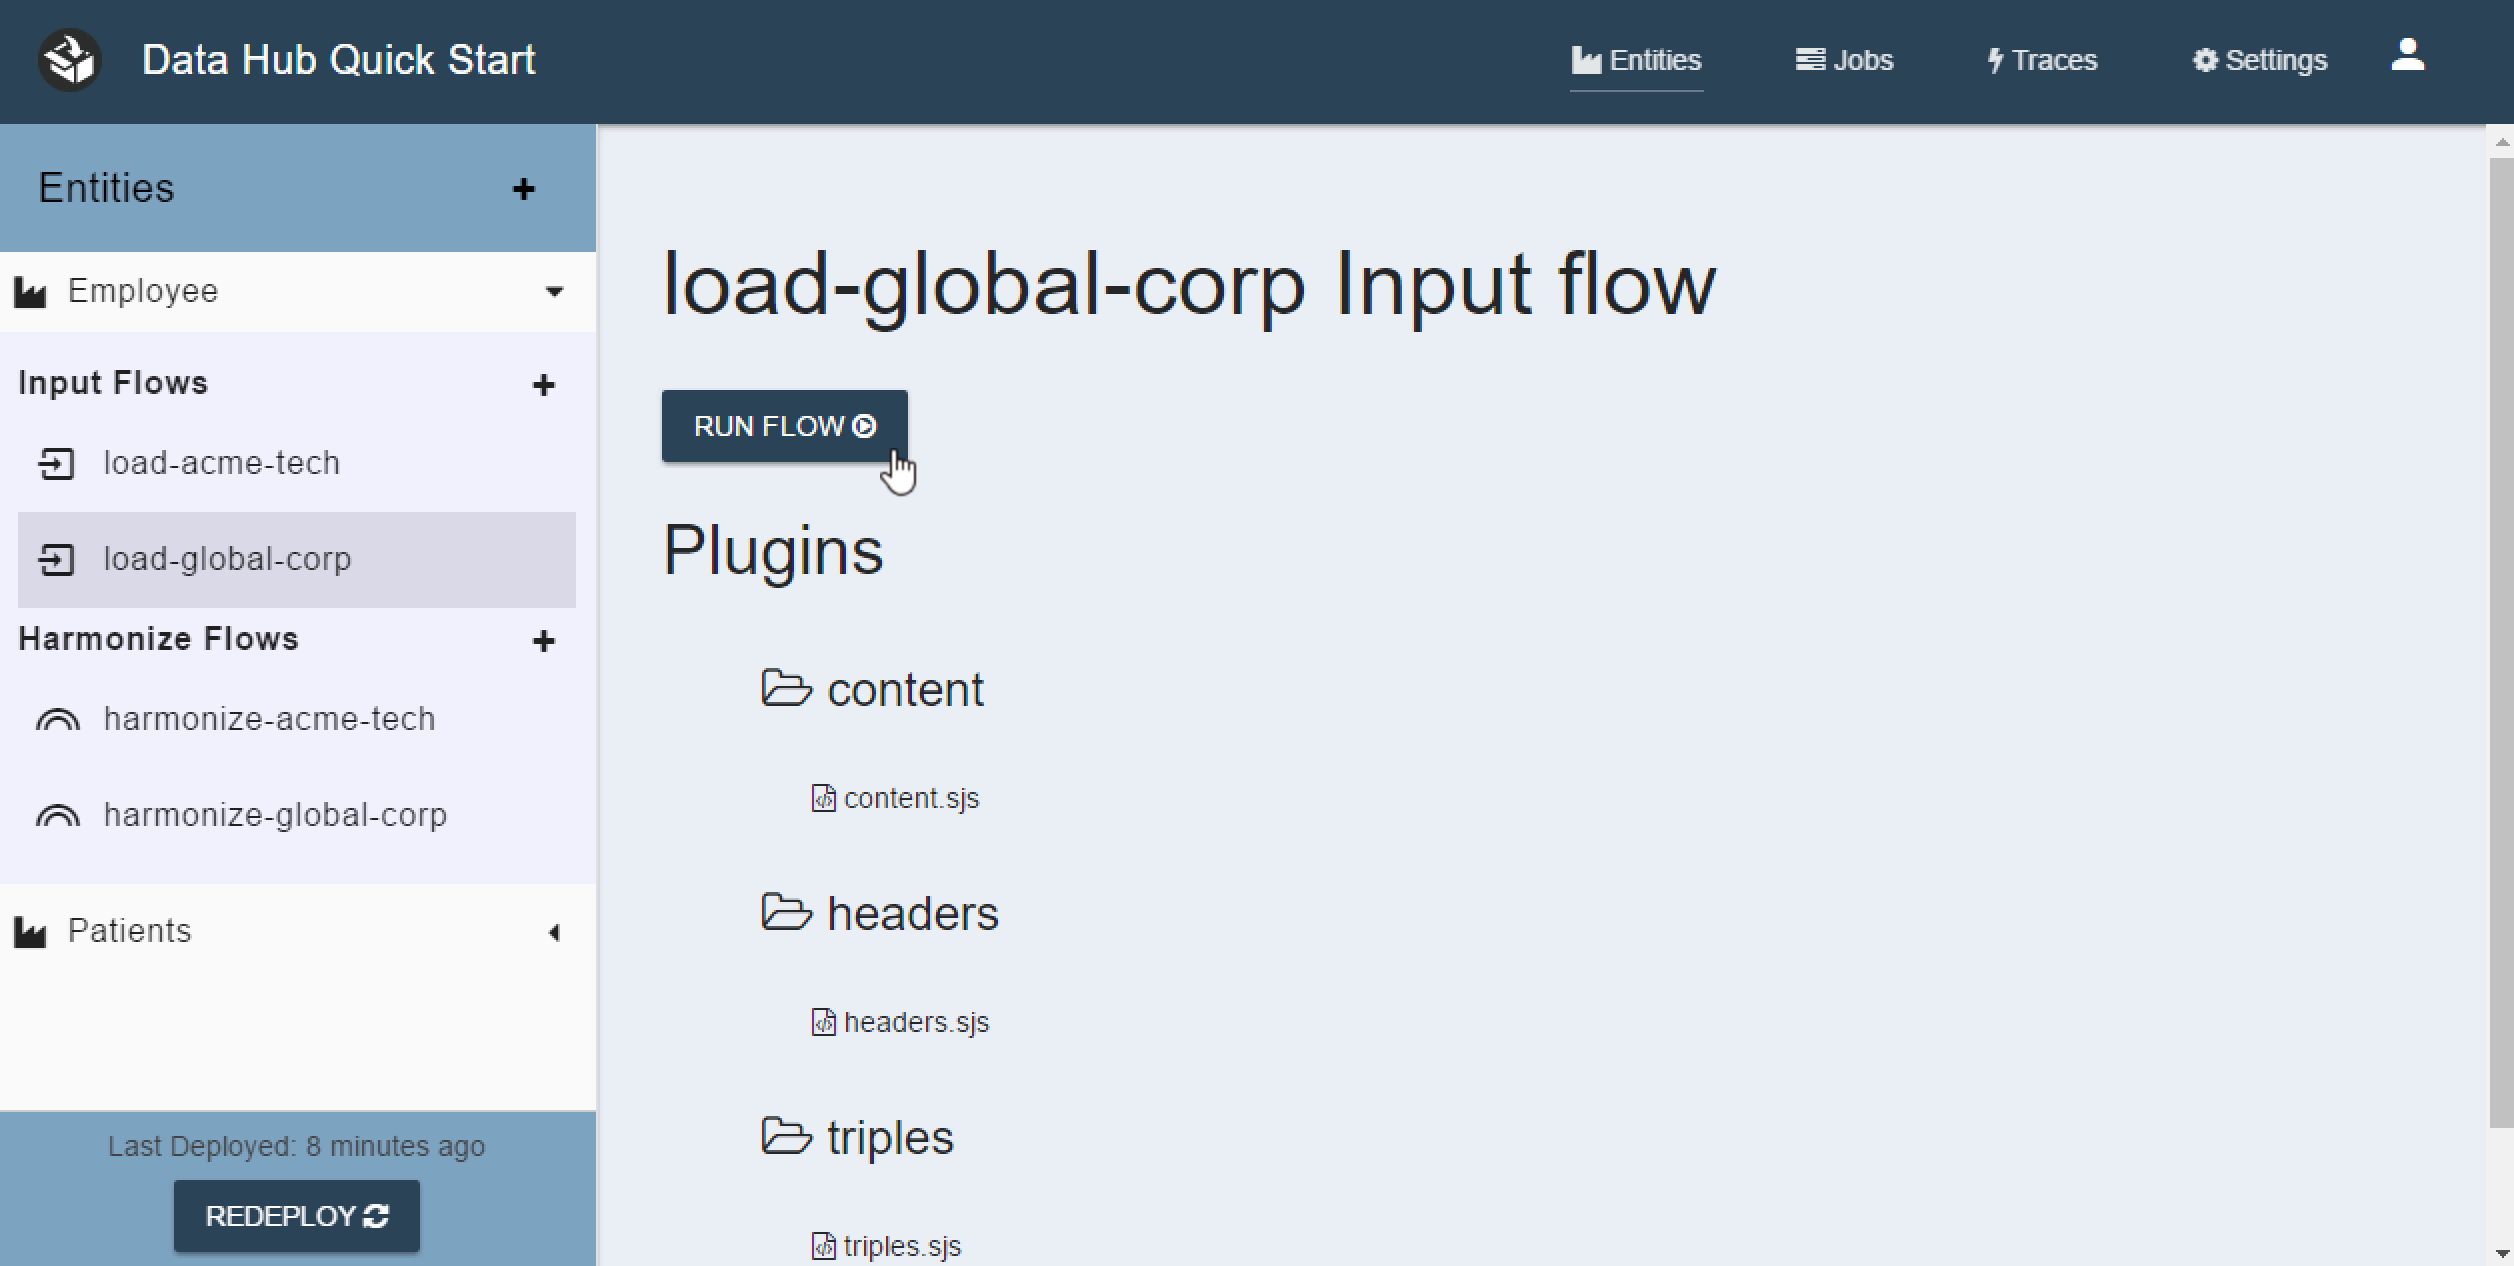 Data Hub Quick Start
Entities
Jobs
Traces
Settings
Entities
Employee
Input Flows
load-acme-tech
load-global-corp
Harmonize Flows
harmonize-acme-tech
harmonize-global-corp
Patients
Last Deployed: 8 minutes ago
REDEPLOY
load-global-corp Input flow
RUN FLOW
Plugins
content
content.sjs
headers
headers.sjs
triples
triples.sjs